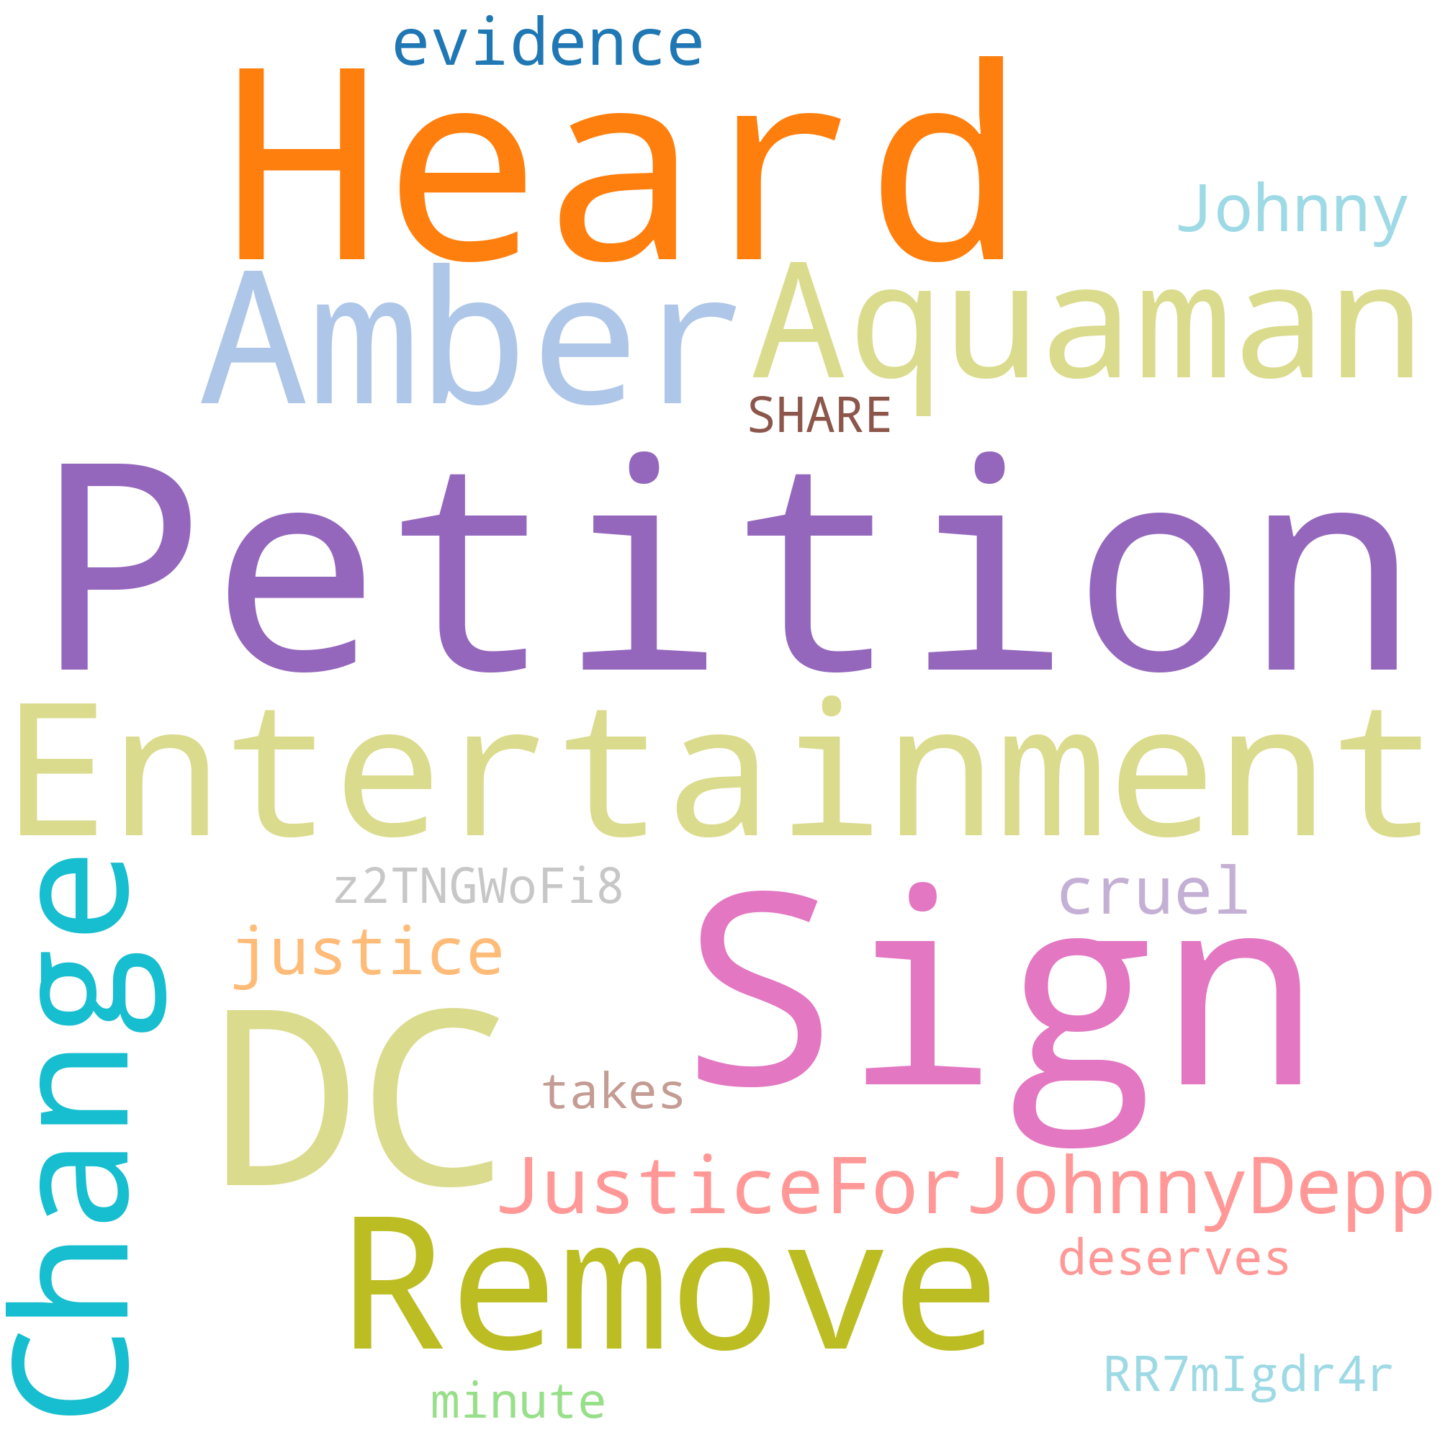 evidence
Heard
Johnny
Amber
Aquaman
SHARE
Petition
Entertainment
Change
z2TNGWoFi8
Sign
cruel
justice
DC
takes
JusticeForJohnnyDepp
Remove
deserves
RR7mIgdr4r
minute